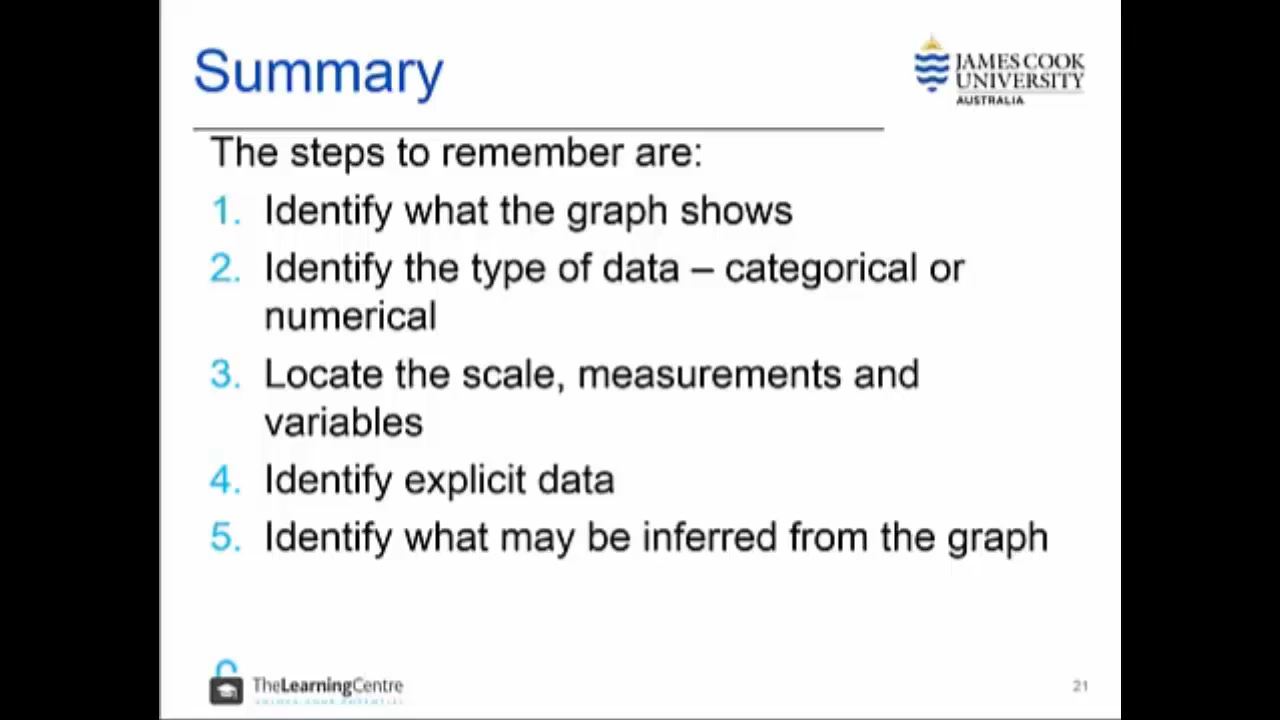 Summary
JAMES COOK
UNIVERSITY
AUSTRALIA
The steps to remember are:
1. Identify what the graph shows
2. Identify the type of data – categorical or
numerical
3. Locate the scale, measurements and
variables
4. Identify explicit data
5. Identify what may be inferred from the graph
TheLearningCentre
21